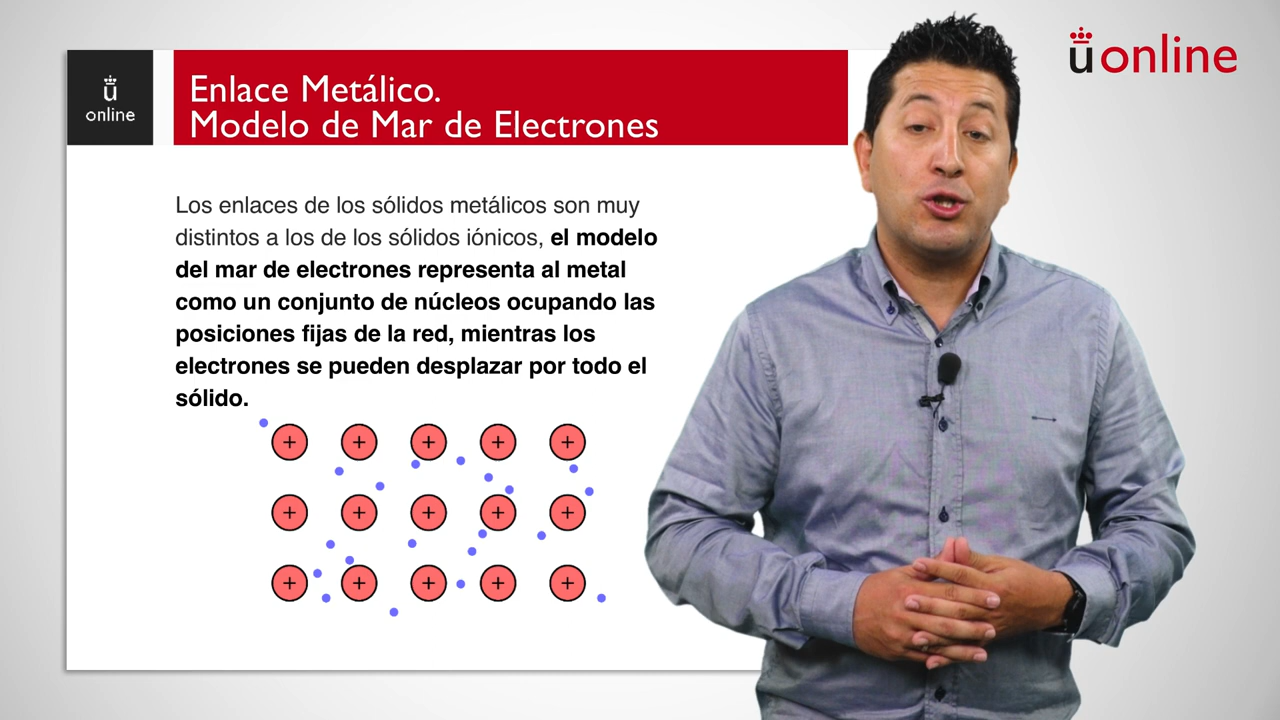 ü
online
Enlace Metálico.
Modelo de Mar de Electrones
üonline
Los enlaces de los sólidos metálicos son muy
distintos a los de los sólidos iónicos, el modelo
del mar de electrones representa al metal
como un conjunto de núcleos ocupando las
posiciones fijas de la red, mientras los
electrones se pueden desplazar por todo el
sólido.
+ + + + +
+ + + + +
+ + + + +